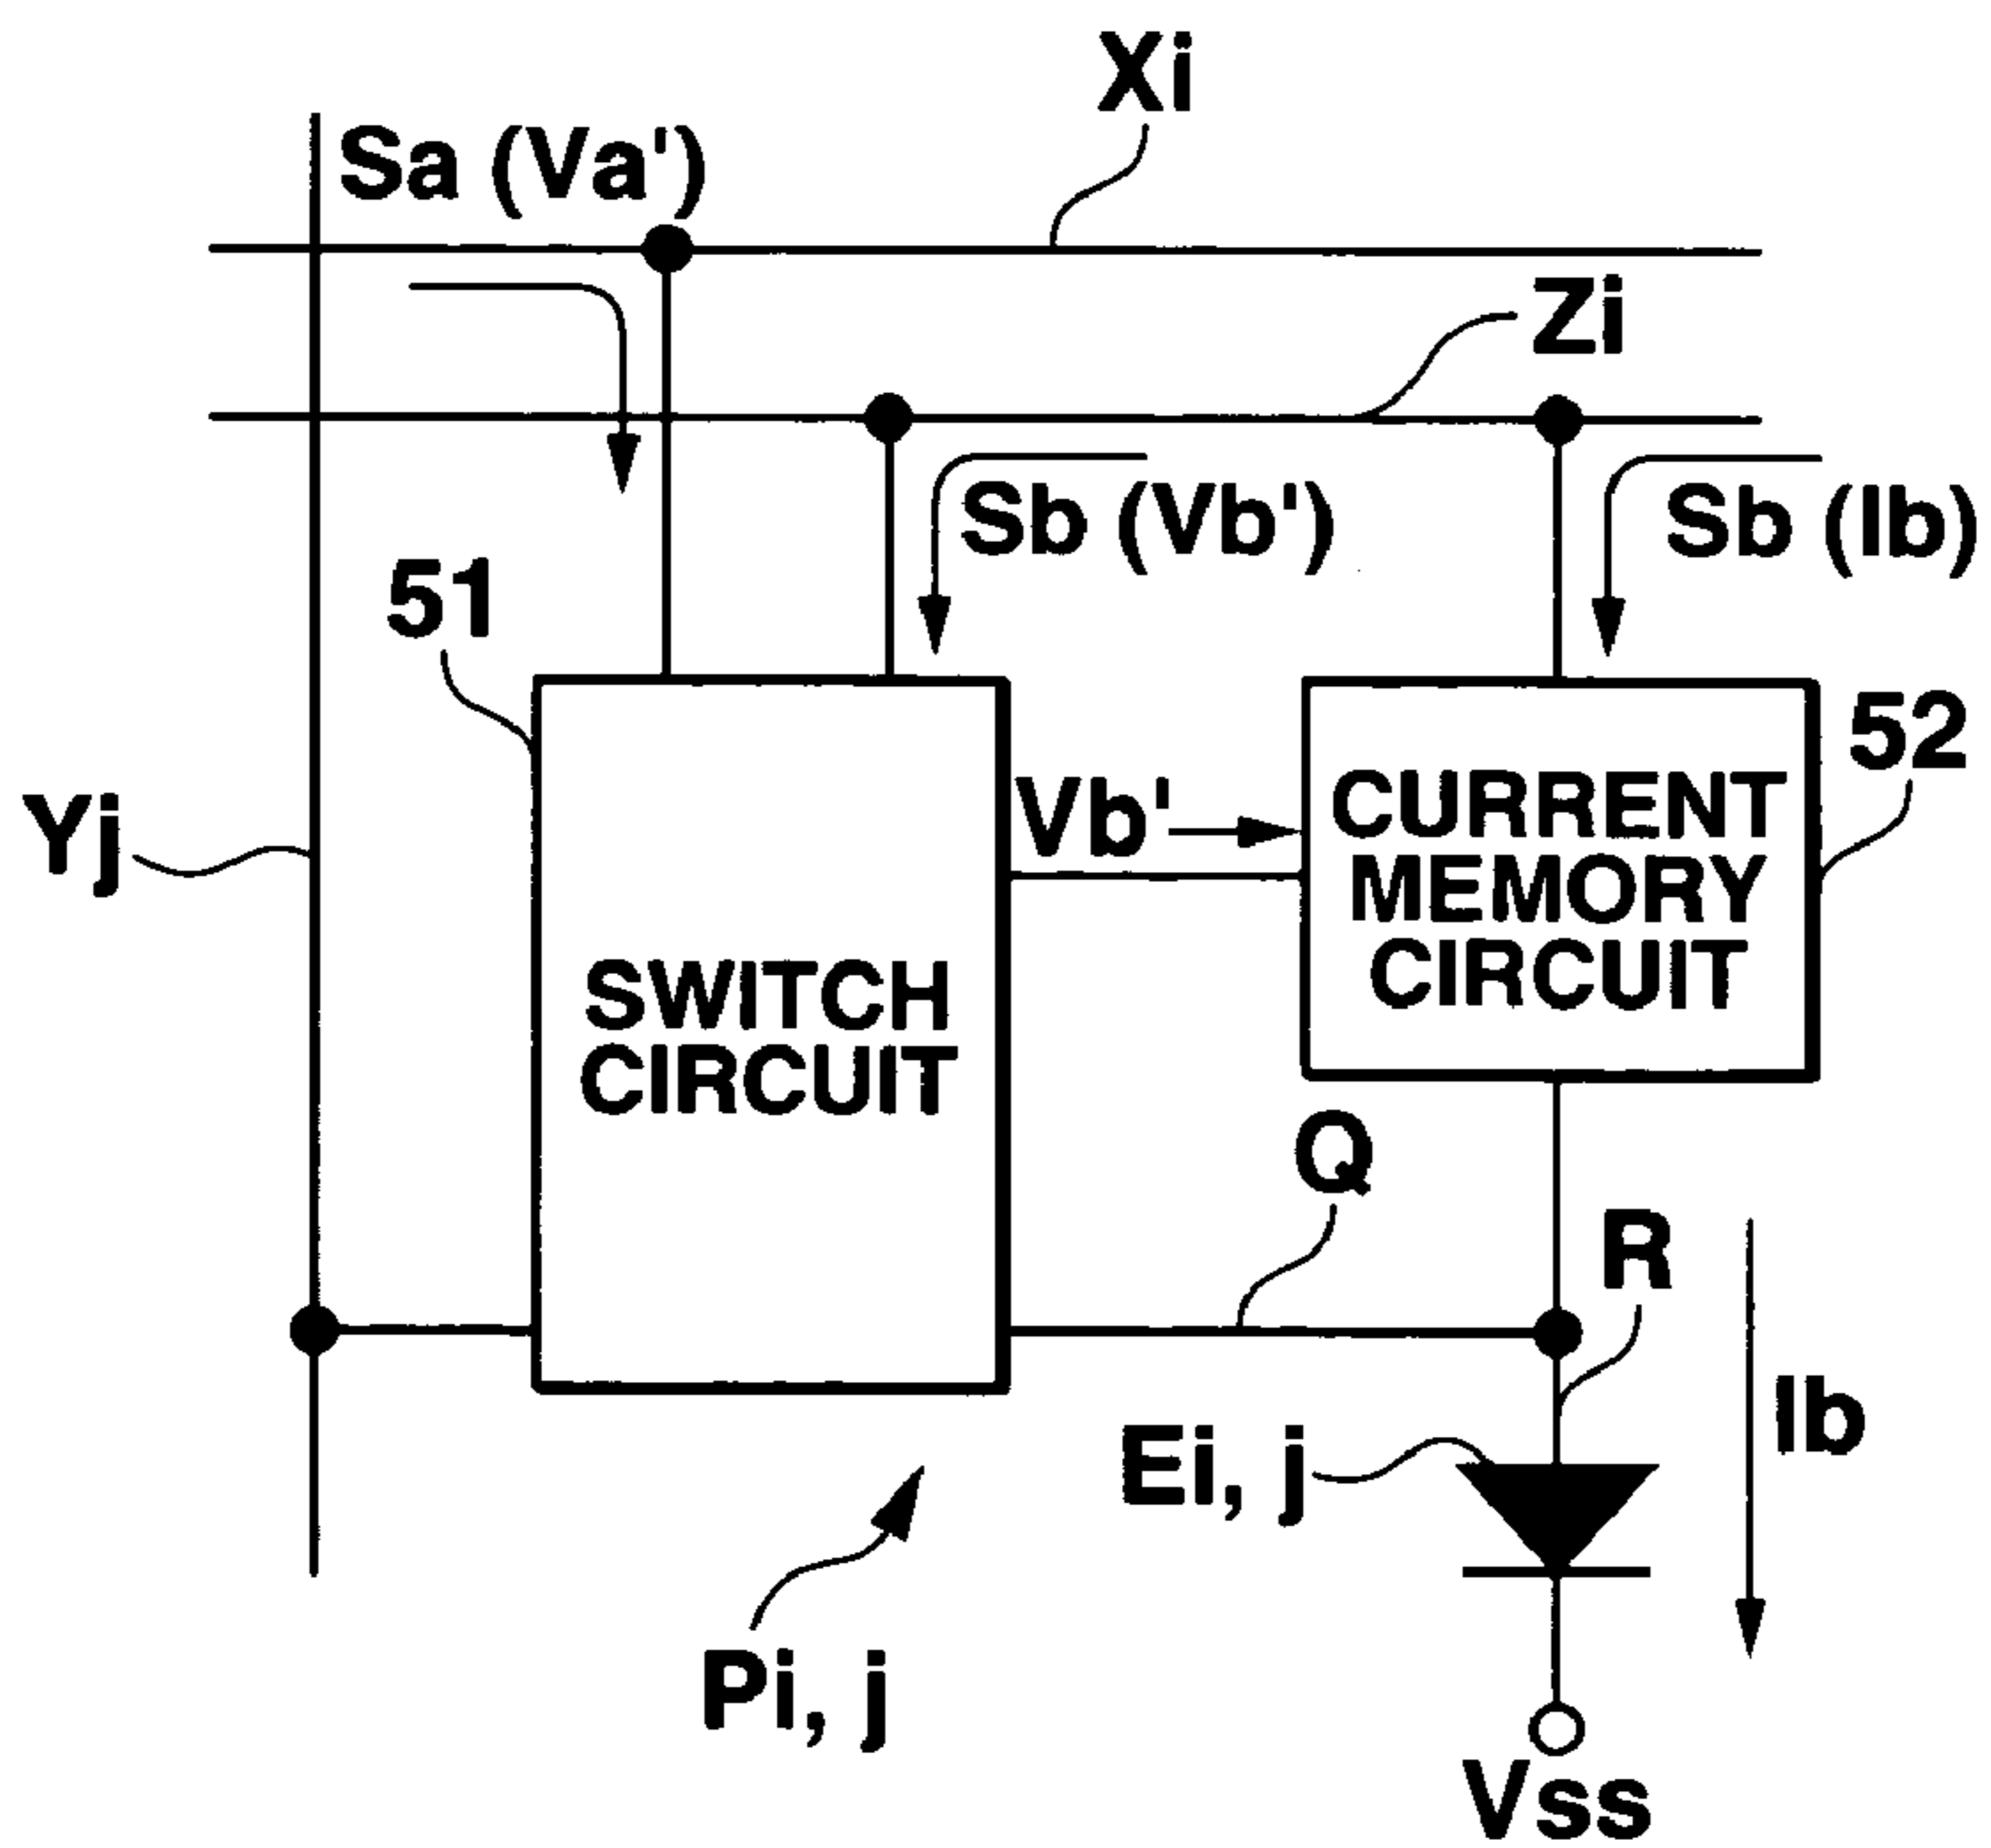 Xi
Sa (Va')
Zi
Sb (Vb')
Sb (Ib)
51
52
Yj
Vb'
CURRENT
MEMORY
CIRCUIT
SWITCH
CIRCUIT
Q
R
Ib
Ei, j
Pi, j
Vss